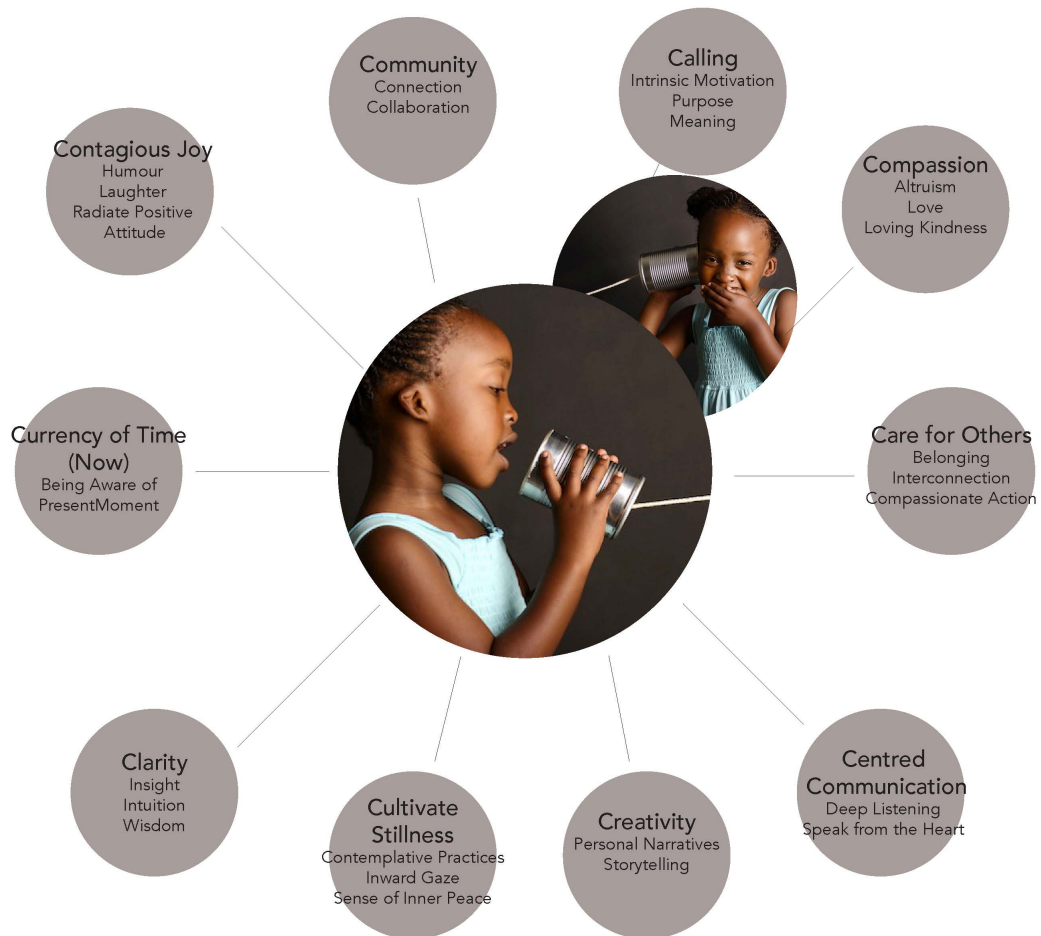 Community
Connection
Collaboration
Calling
Intrinsic Motivation
Purpose
Meaning
Compassion
Altruism
Love
Loving Kindness
Care for Others
Belonging
Interconnection
Compassionate Action
Centred
Communication
Deep Listening
Speak from the Heart
Creativity
Personal Narratives
Storytelling
Cultivate
Stillness
Contemplative Practices
Inward Gaze
Sense of Inner Peace
Clarity
Insight
Intuition
Wisdom
Currency of Time
(Now)
Being Aware of
PresentMoment
Contagious Joy
Humour
Laughter
Radiate Positive
Attitude